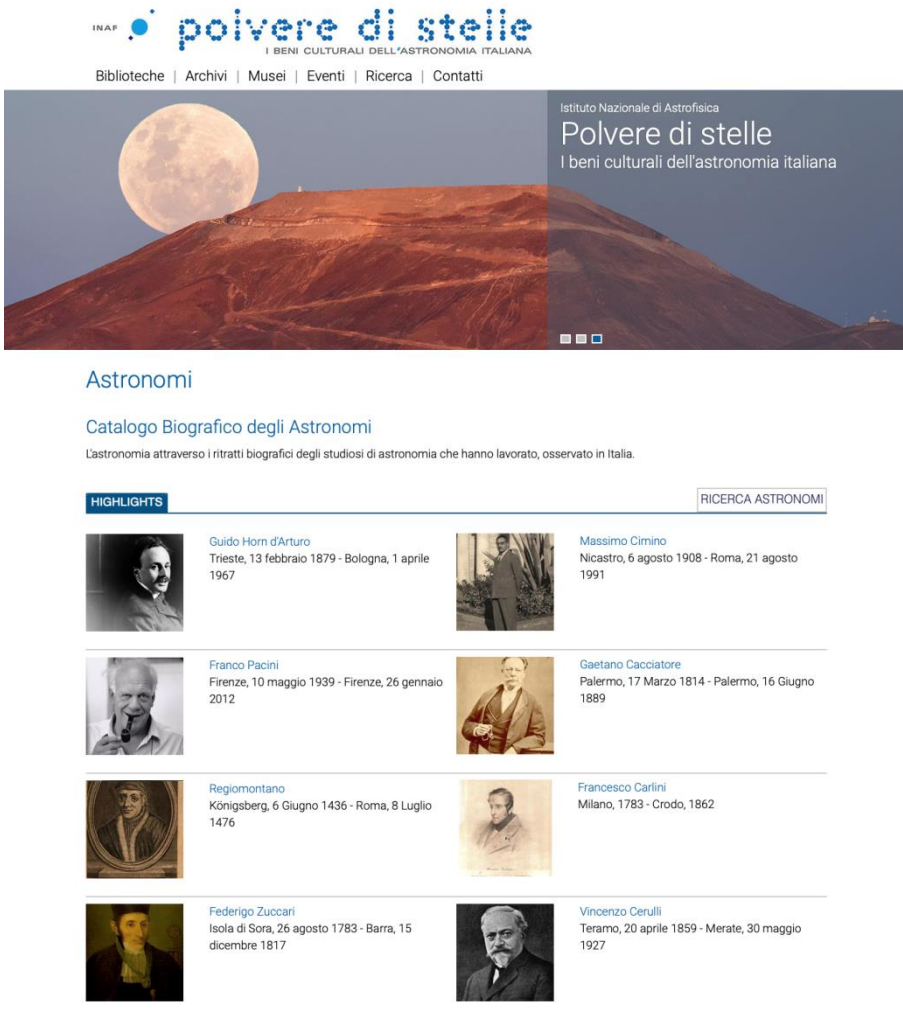 INAF
polvere di stelle
I BENI CULTURALI DELL'ASTRONOMIA ITALIANA
Biblioteche | Archivi | Musei | Eventi | Ricerca | Contatti
Istituto Nazionale di Astrofisica
Polvere di stelle
I beni culturali dell'astronomia italiana
Astronomi
Catalogo Biografico degli Astronomi
L'astronomia attraverso i ritratti biografici degli studiosi di astronomia che hanno lavorato, osservato in Italia.
HIGHLIGHTS
RICERCA ASTRONOMI
Guido Horn d'Arturo
Trieste, 13 febbraio 1879 - Bologna, 1 aprile
1967
Massimo Cimino
Nicastro, 6 agosto 1908 - Roma, 21 agosto
1991
Franco Pacini
Firenze, 10 maggio 1939 - Firenze, 26 gennaio
2012
Gaetano Cacciatore
Palermo, 17 Marzo 1814 - Palermo, 16 Giugno
1889
Regiomontano
Königsberg, 6 Giugno 1436 - Roma, 8 Luglio
1476
Francesco Carlini
Milano, 1783 - Crodo, 1862
Federigo Zuccari
Isola di Sora, 26 agosto 1783 - Barra, 15
dicembre 1817
Vincenzo Cerulli
Teramo, 20 aprile 1859 - Merate, 30 maggio
1927